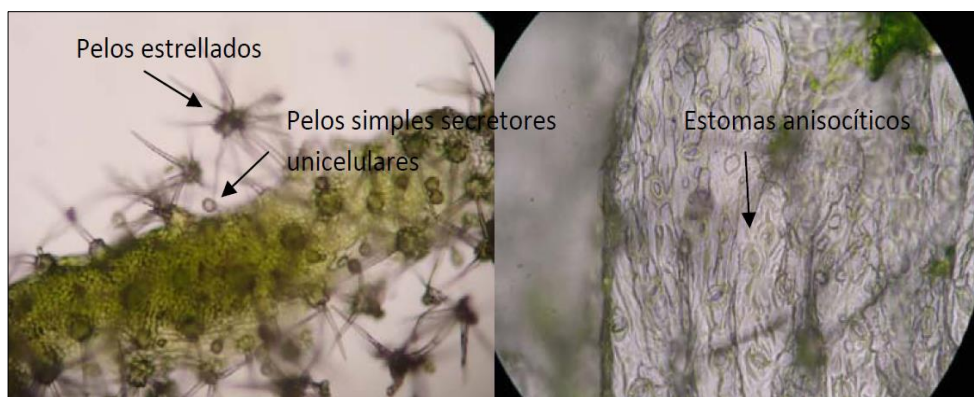 Pelos estrellados
Pelos simples secretores
unicelulares
Estomas anisocíticos